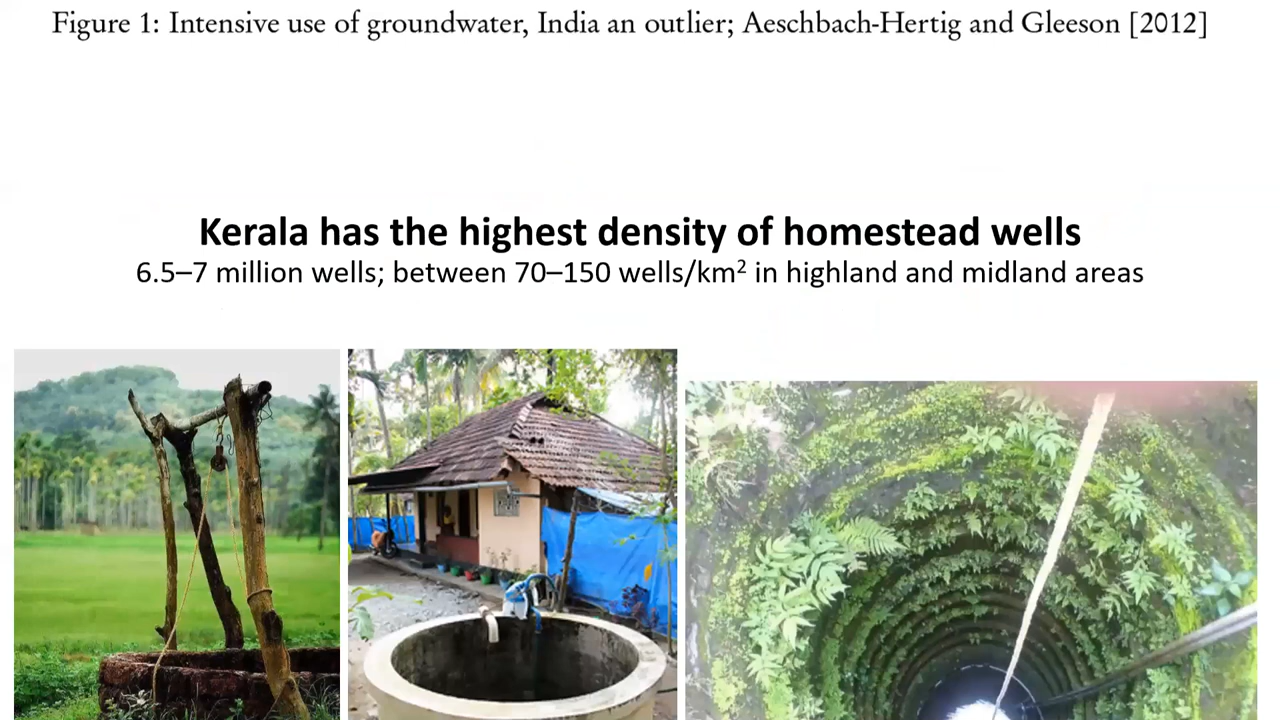 Figure 1: Intensive use of groundwater, India an outlier; Aeschbach-Hertig and Gleeson [2012]
Kerala has the highest density of homestead wells
6.5–7 million wells; between 70–150 wells/km² in highland and midland areas